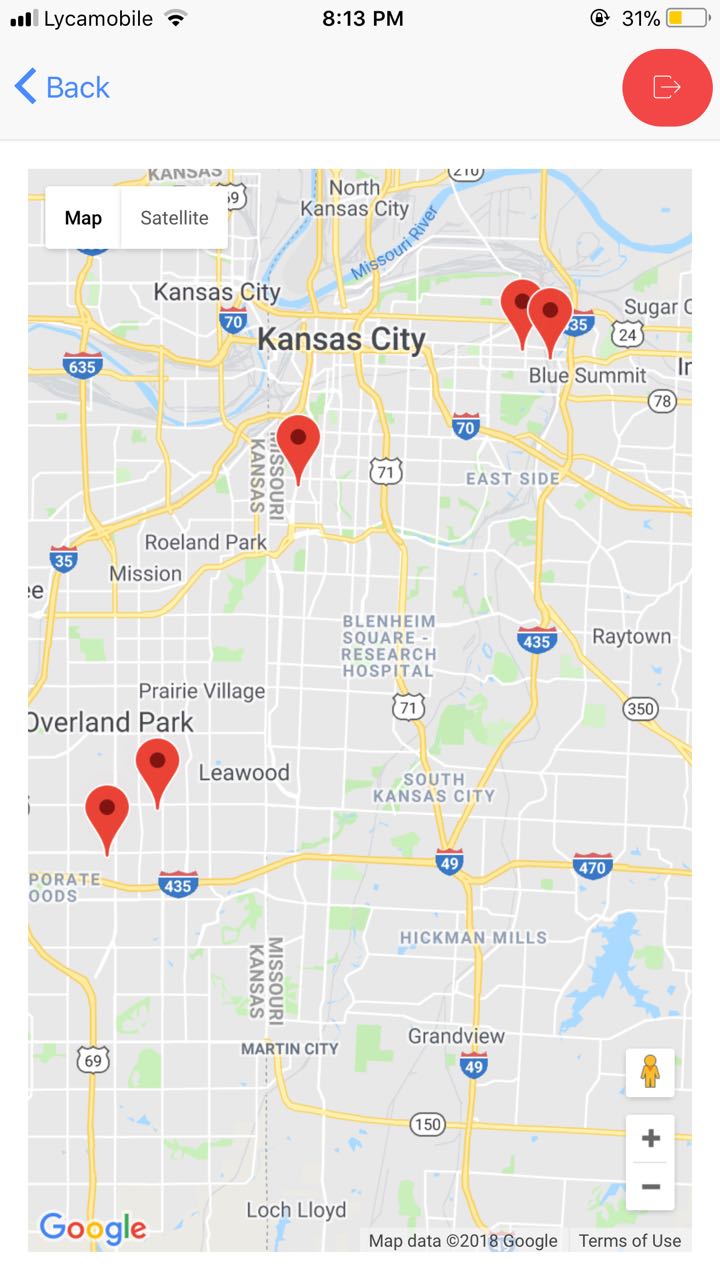 Lycamobile
8:13 PM
31%
Back
KANSAS
69
210
North
Kansas City
Map
Satellite
Missouri River
Kansas City
70
Kansas City
35
Sugar C
24
635
Blue Summit
In
78
70
MISSOURI
KANSAS
71
EAST SIDE
Roeland Park
35
Mission
ee
BLENHEIM
SQUARE -
RESEARCH
HOSPITAL
435
Raytown
Prairie Village
71
350
Overland Park
Leawood
SOUTH
KANSAS CITY
49
470
PORATE
OODS
435
HICKMAN MILLS
MISSOURI
KANSAS
Grandview
MARTIN CITY
69
49
150
+
−
Loch Lloyd
Google
Map data ©2018 Google
Terms of Use